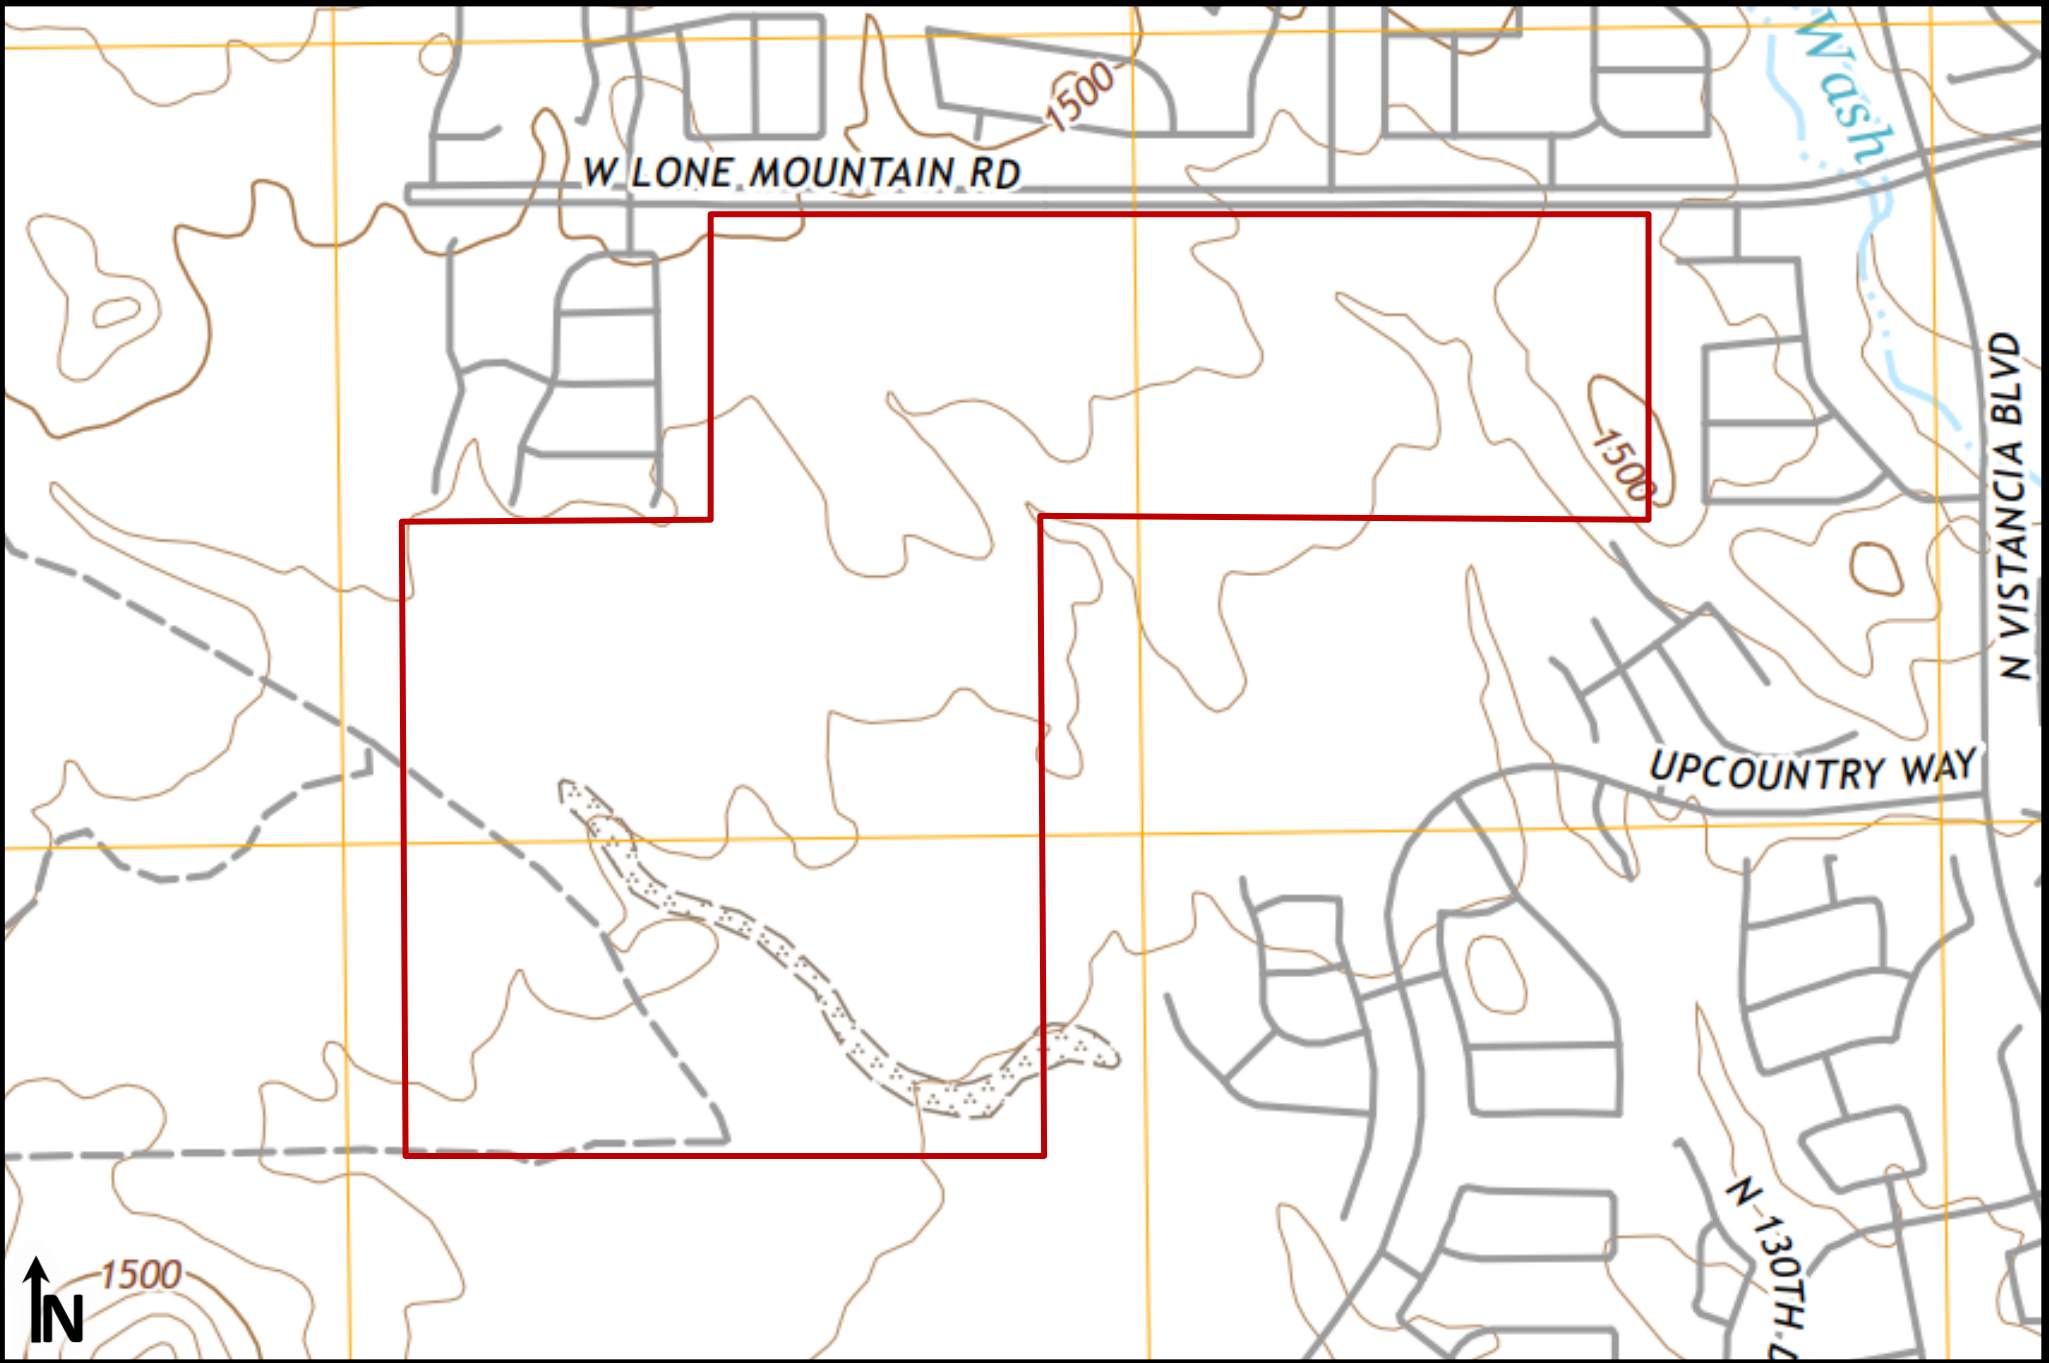 Wash
1500
W LONE MOUNTAIN RD
1500
N VISTANCIA BLVD
UPCOUNTRY WAY
N 130TH
1500
N